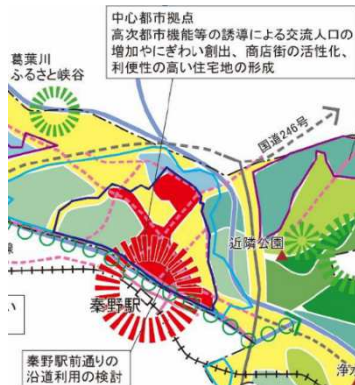 中心都市拠点
高次都市機能等の誘導による交流人口の
増加やにぎわい創出、商店街の活性化、
利便性の高い住宅地の形成
葛葉川
ふるさと峡谷
国道246号
近隣公園
線
秦野駅
い
浄水
秦野駅前通りの
沿道利用の検討